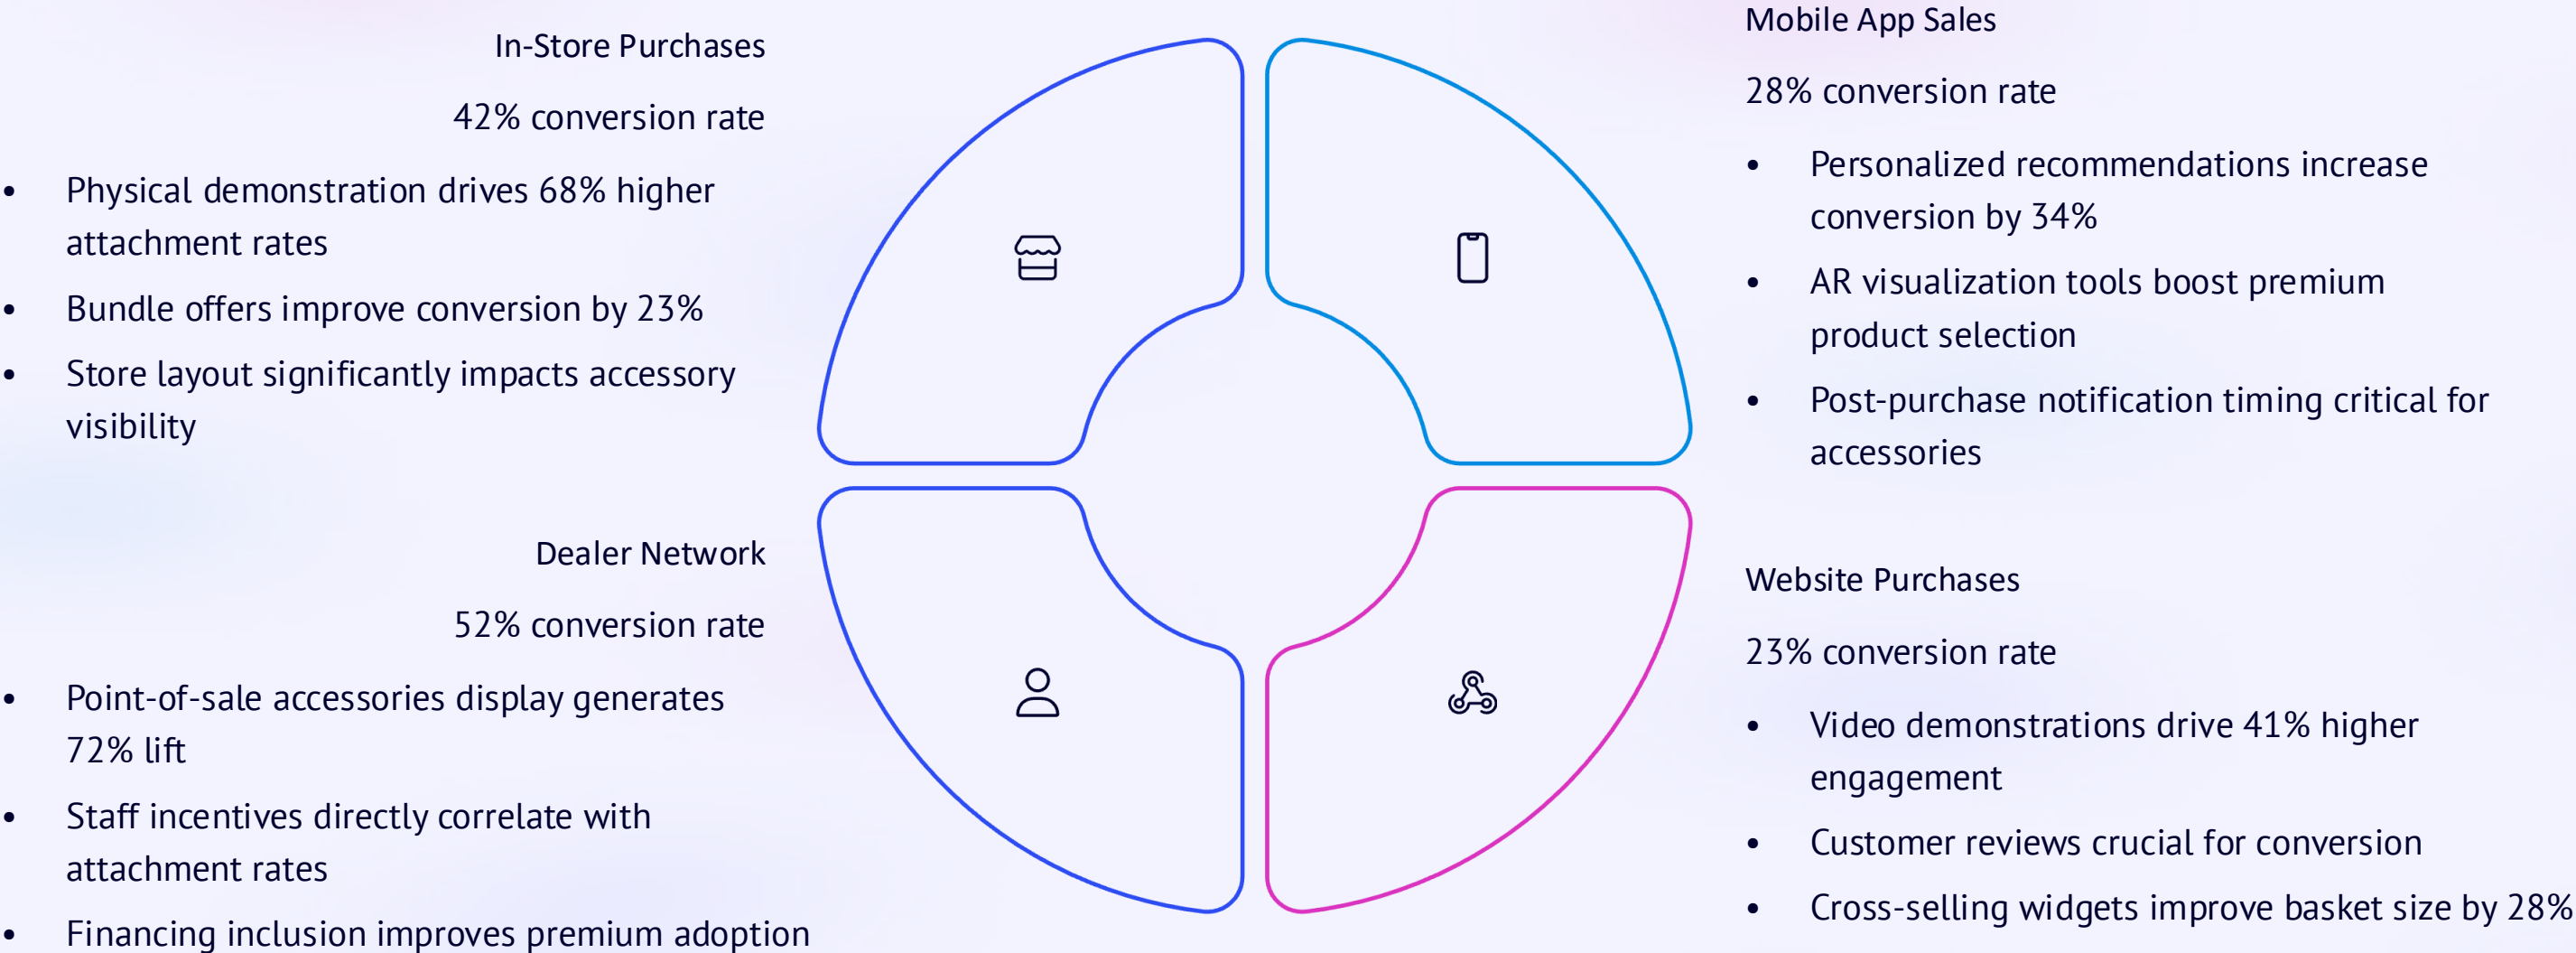 In-Store Purchases
42% conversion rate
• Physical demonstration drives 68% higher
attachment rates
• Bundle offers improve conversion by 23%
• Store layout significantly impacts accessory
visibility
Mobile App Sales
28% conversion rate
• Personalized recommendations increase
conversion by 34%
• AR visualization tools boost premium
product selection
• Post-purchase notification timing critical for
accessories
Dealer Network
52% conversion rate
• Point-of-sale accessories display generates
72% lift
• Staff incentives directly correlate with
attachment rates
• Financing inclusion improves premium adoption
Website Purchases
23% conversion rate
• Video demonstrations drive 41% higher
engagement
• Customer reviews crucial for conversion
• Cross-selling widgets improve basket size by 28%